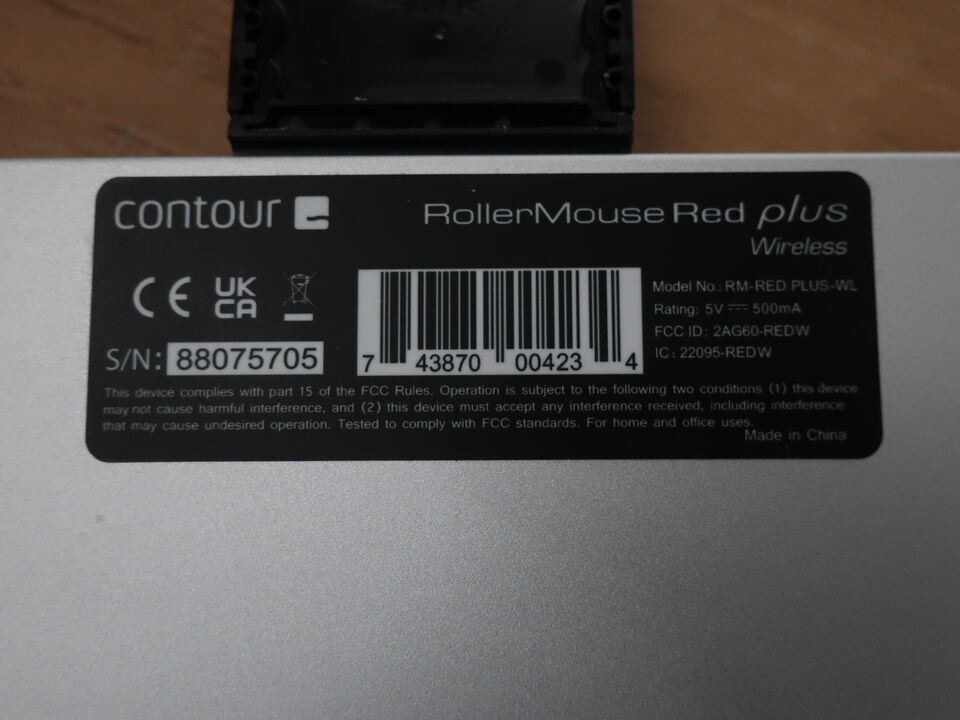 contour
RollerMouse Red plus
Wireless
CE UK CA
Model No.: RM-RED PLUS-WL
Rating: 5V ⎓ 500mA
FCC ID: 2AG60-REDW
IC: 22095-REDW
S/N: 88075705
7 43870 00423 4
This device complies with part 15 of the FCC Rules. Operation is subject to the following two conditions (1) this device
may not cause harmful interference, and (2) this device must accept any interference received, including interference
that may cause undesired operation. Tested to comply with FCC standards. For home and office uses.
Made in China